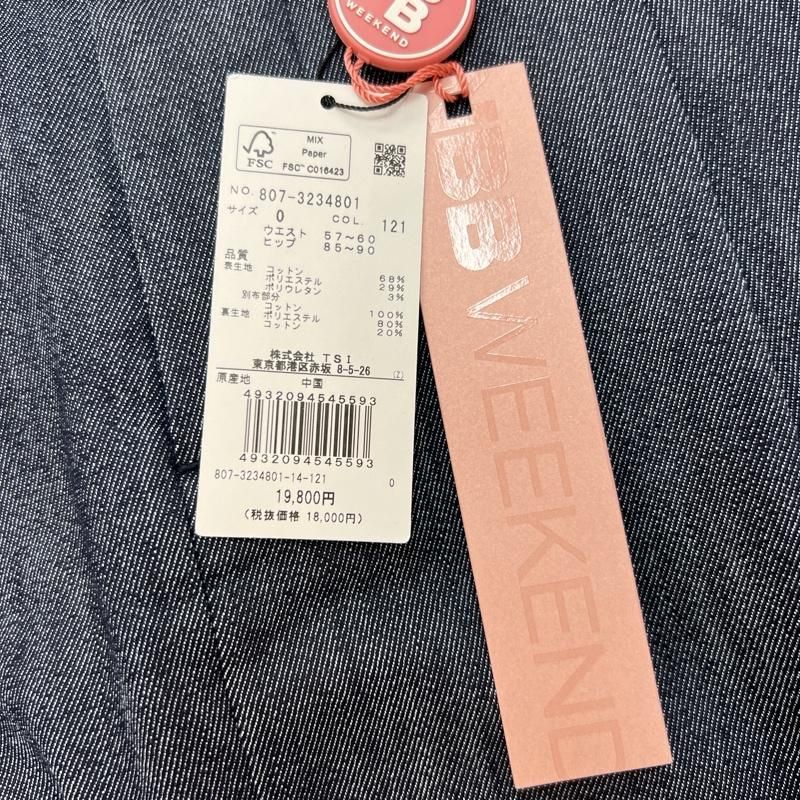 B
WEEKEND
FSC
MIX
Paper
FSC™ C016423
NO. 807-3234801
サイズ 0 COL. 121
ウエスト 57〜60
ヒップ 85〜90
品質
表生地 コットン 68%
ポリエステル 29%
ポリウレタン 3%
別布部分
コットン 100%
裏生地 ポリエステル 80%
コットン 20%
株式会社 TSI
東京都港区赤坂 8-5-26
(Z)
原産地 中国
4932094545593
4932094545593
807-3234801-14-121 0
19,800円
(税抜価格 18,000円)
BB WEEKEND